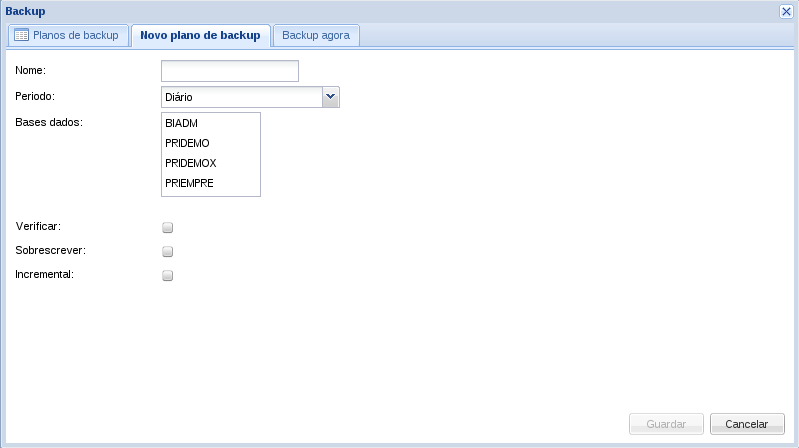 Backup
Planos de backup Novo plano de backup Backup agora
Nome:
Periodo: Diário
Bases dados: BIADM
PRIDEMO
PRIDEMOX
PRIEMPRE
Verificar:
Sobrescrever:
Incremental:
Guardar Cancelar